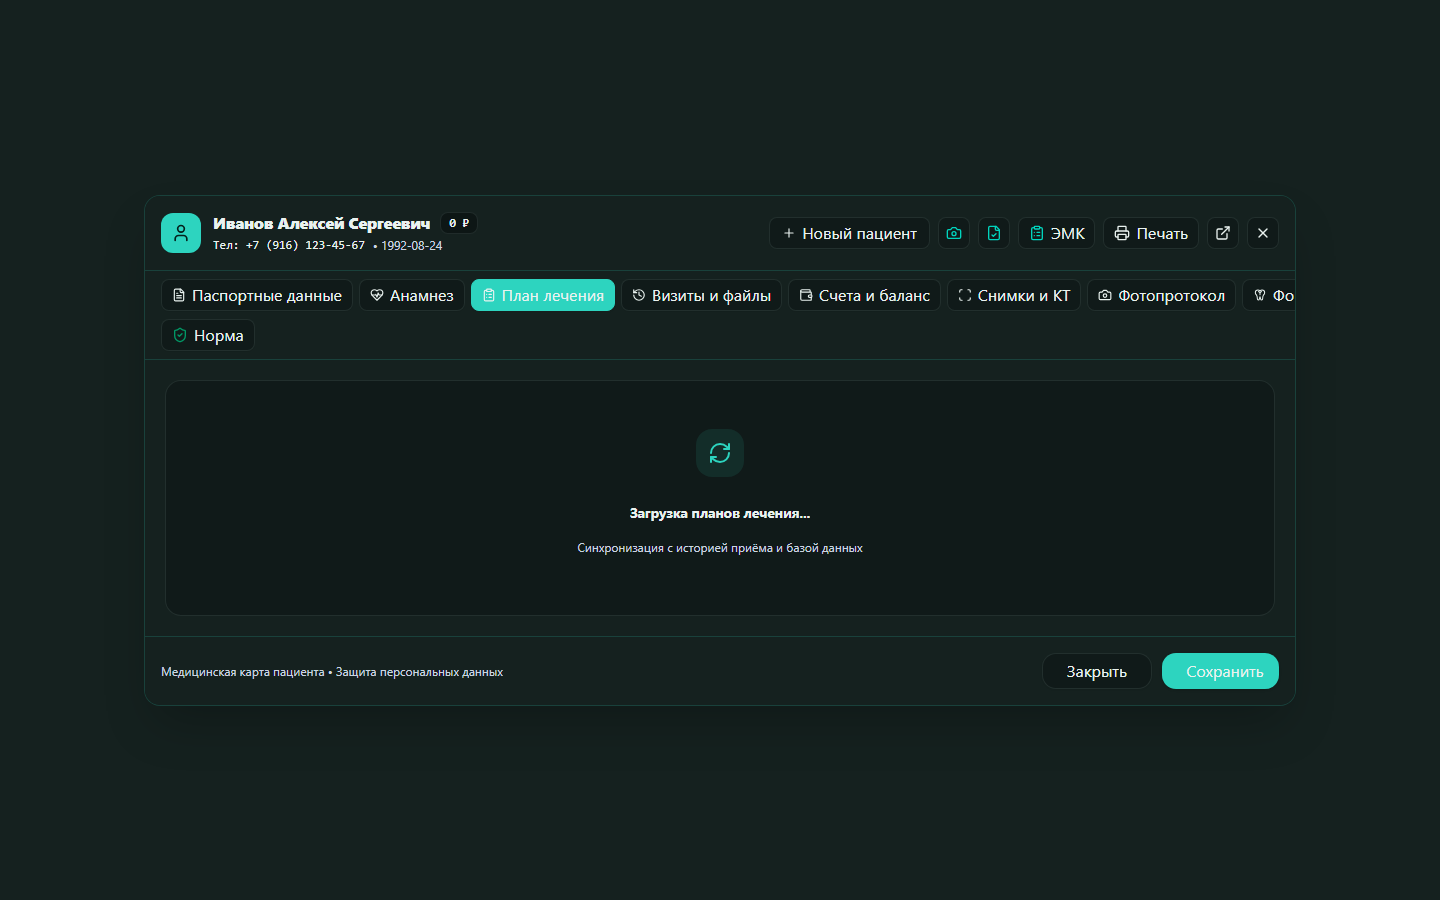 Иванов Алексей Сергеевич 0 ₽
Тел: +7 (916) 123-45-67 • 1992-08-24
+ Новый пациент ЭМК Печать
Паспортные данные Анамнез План лечения Визиты и файлы Счета и баланс Снимки и КТ Фотопротокол Фо
Норма
Загрузка планов лечения...
Синхронизация с историей приёма и базой данных
Медицинская карта пациента • Защита персональных данных
Закрыть Сохранить